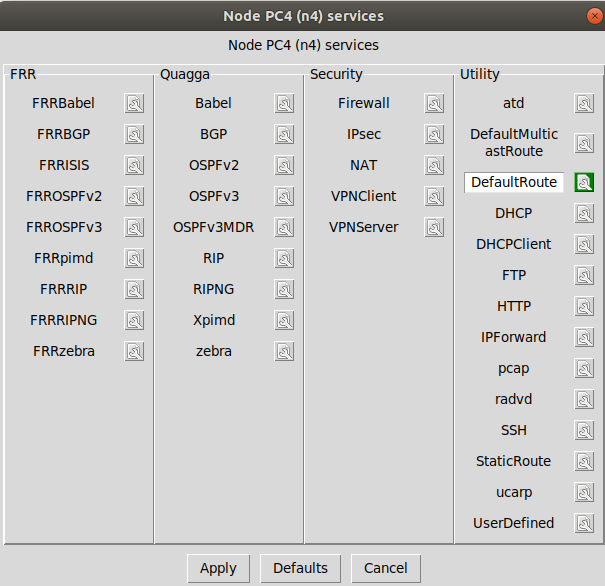 Node PC4 (n4) services
Node PC4 (n4) services
FRR
FRRBabel
FRRBGP
FRRISIS
FRROSPFv2
FRROSPFv3
FRRpimd
FRRRIP
FRRRIPNG
FRRzebra
Quagga
Babel
BGP
OSPFv2
OSPFv3
OSPFv3MDR
RIP
RIPNG
Xpimd
zebra
Security
Firewall
IPsec
NAT
VPNClient
VPNServer
Utility
atd
DefaultMultic
astRoute
DefaultRoute
DHCP
DHCPClient
FTP
HTTP
IPForward
pcap
radvd
SSH
StaticRoute
ucarp
UserDefined
Apply
Defaults
Cancel